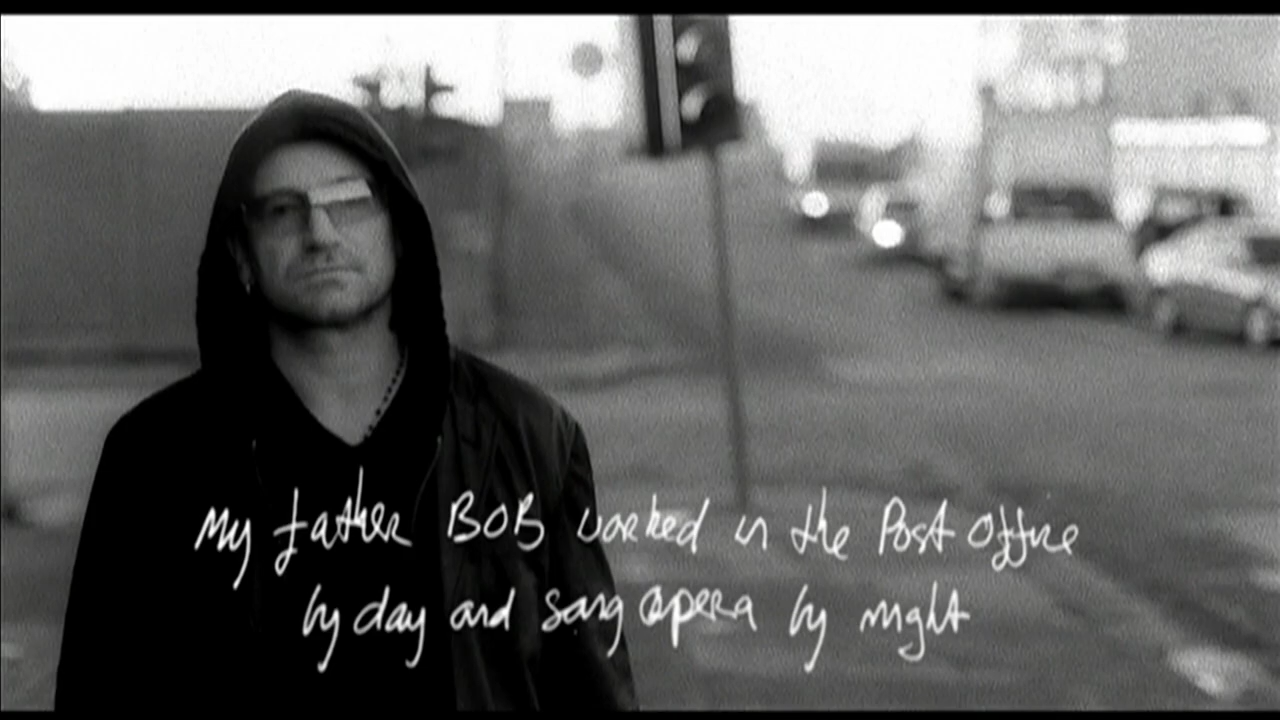 My father BOB worked in the Post Office
by day and sang opera by night